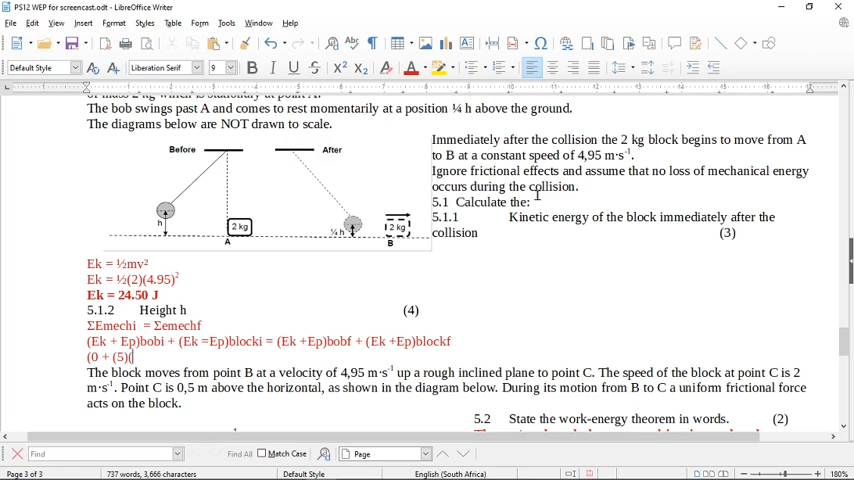 PS12 WEP for screencast.odt - LibreOffice Writer
File Edit View Insert Format Styles Table Form Tools Window Help
Default Style Liberation Serif 9
of mass 2 kg which is stationary at point A.
The bob swings past A and comes to rest momentarily at a position ¼ h above the ground.
The diagrams below are NOT drawn to scale.
Before After
h 2 kg ¼ h 2 kg
A B
Immediately after the collision the 2 kg block begins to move from A
to B at a constant speed of 4,95 m·s-1.
Ignore frictional effects and assume that no loss of mechanical energy
occurs during the collision.
5.1 Calculate the:
5.1.1 Kinetic energy of the block immediately after the
collision (3)
Ek = ½mv²
Ek = ½(2)(4.95)²
Ek = 24.50 J
5.1.2 Height h (4)
ΣEmechi = Σemechf
(Ek + Ep)bobi + (Ek =Ep)blocki = (Ek +Ep)bobf + (Ek +Ep)blockf
(0 + (5)(
The block moves from point B at a velocity of 4,95 m·s-1 up a rough inclined plane to point C. The speed of the block at point C is 2
m·s-1. Point C is 0,5 m above the horizontal, as shown in the diagram below. During its motion from B to C a uniform frictional force
acts on the block.
5.2 State the work-energy theorem in words. (2)
Find Find All Match Case Page
Page 3 of 3 737 words, 3,666 characters Default Style English (South Africa) 180%